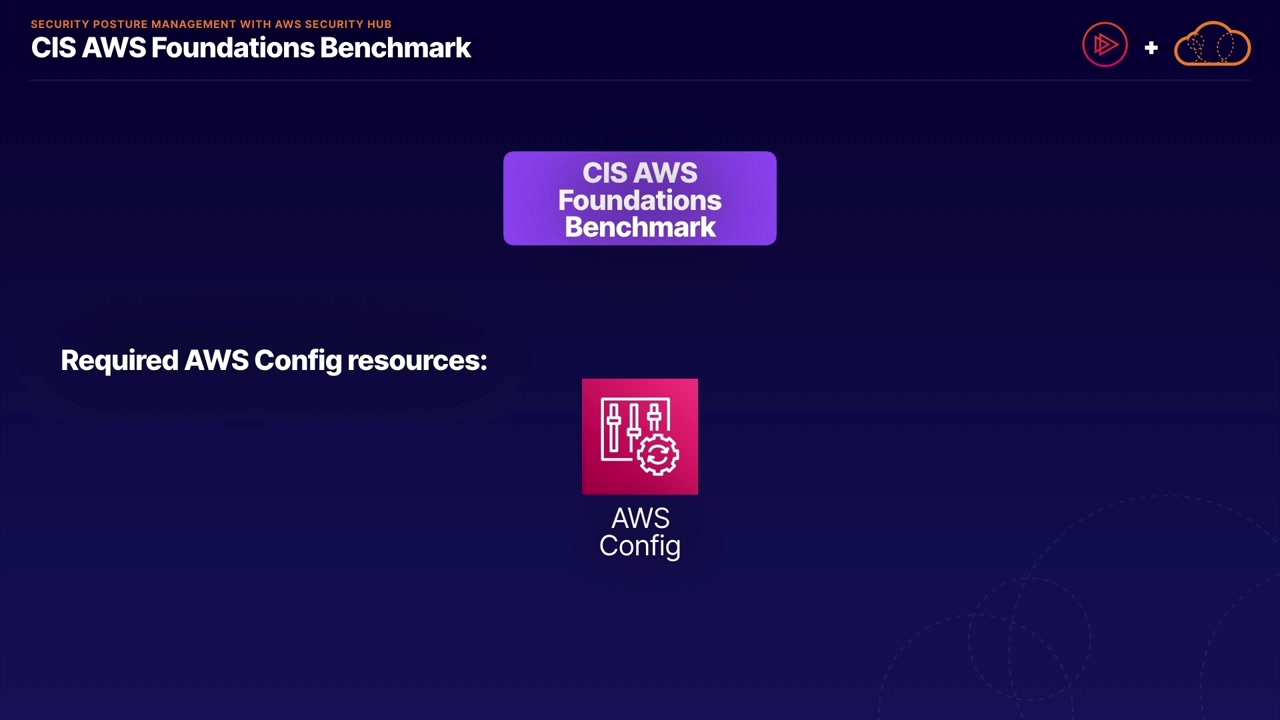 SECURITY POSTURE MANAGEMENT WITH AWS SECURITY HUB
CIS AWS Foundations Benchmark
+
CIS AWS
Foundations
Benchmark
Required AWS Config resources:
AWS
Config